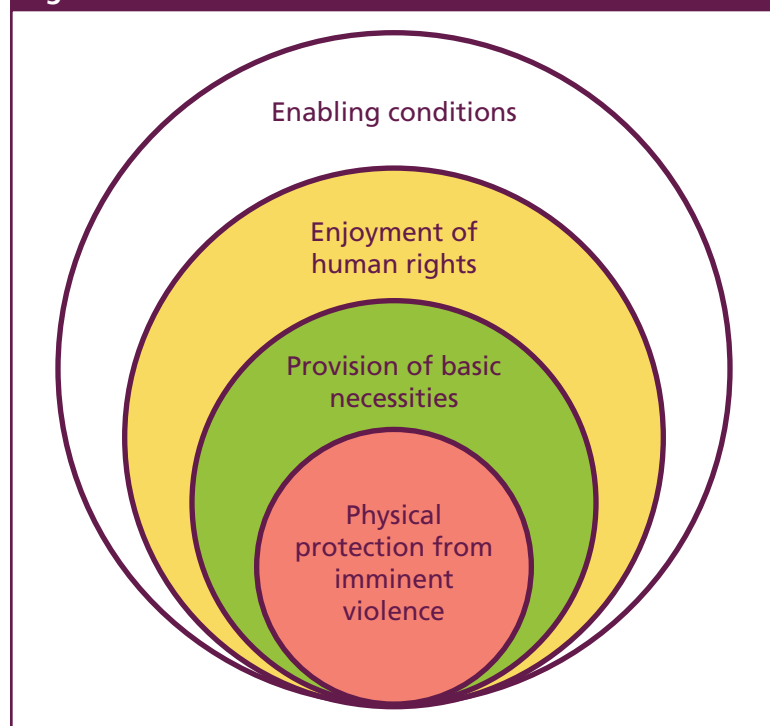 Enabling conditions
Enjoyment of
human rights
Provision of basic
necessities
Physical
protection from
imminent
violence